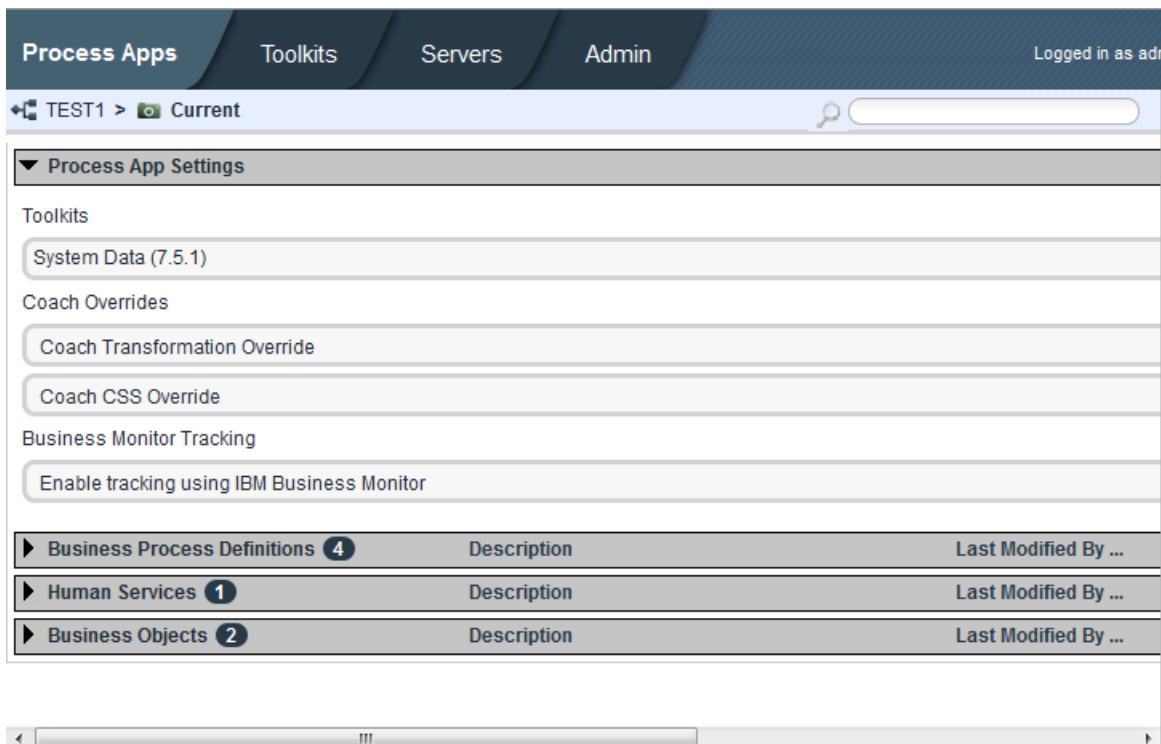 Process Apps Toolkits Servers Admin Logged in as adr
TEST1 > Current
Process App Settings
Toolkits
System Data (7.5.1)
Coach Overrides
Coach Transformation Override
Coach CSS Override
Business Monitor Tracking
Enable tracking using IBM Business Monitor
Business Process Definitions 4 Description Last Modified By ...
Human Services 1 Description Last Modified By ...
Business Objects 2 Description Last Modified By ...